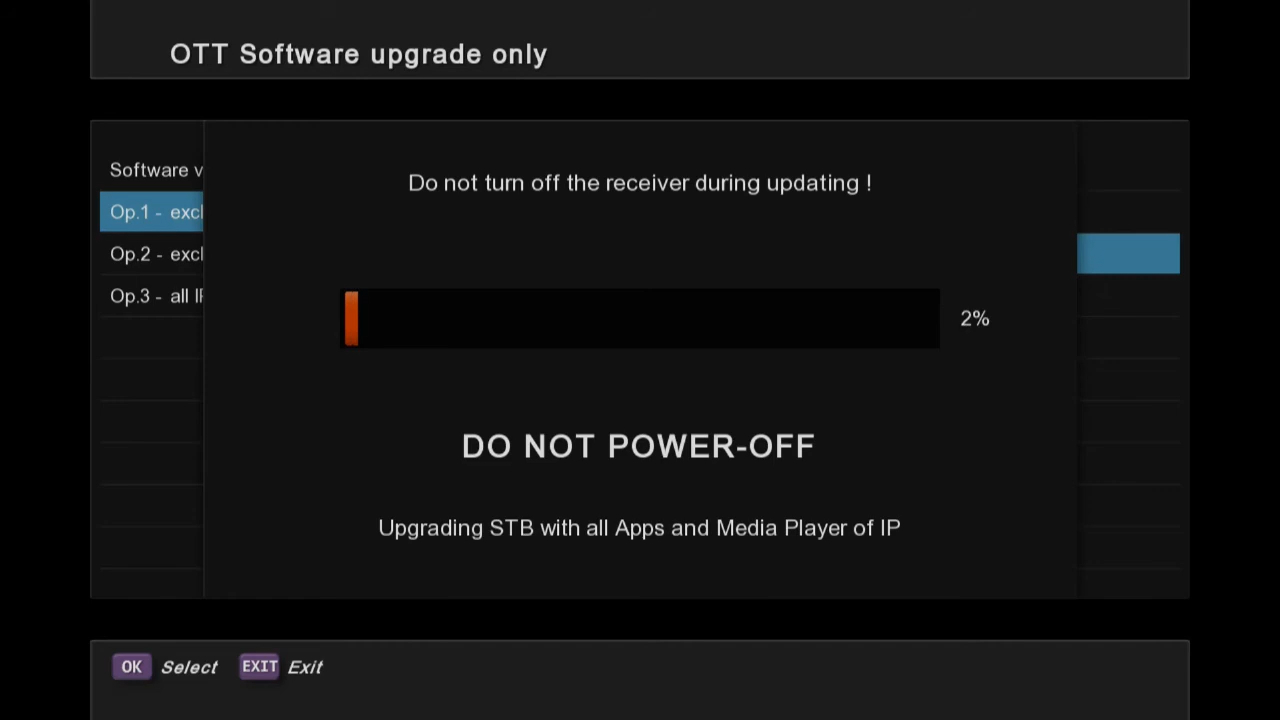 OTT Software upgrade only
Do not turn off the receiver during updating !
Software v
Op.1 - excl
Op.2 - excl
Op.3 - all IP
2%
DO NOT POWER-OFF
Upgrading STB with all Apps and Media Player of IP
OK Select EXIT Exit